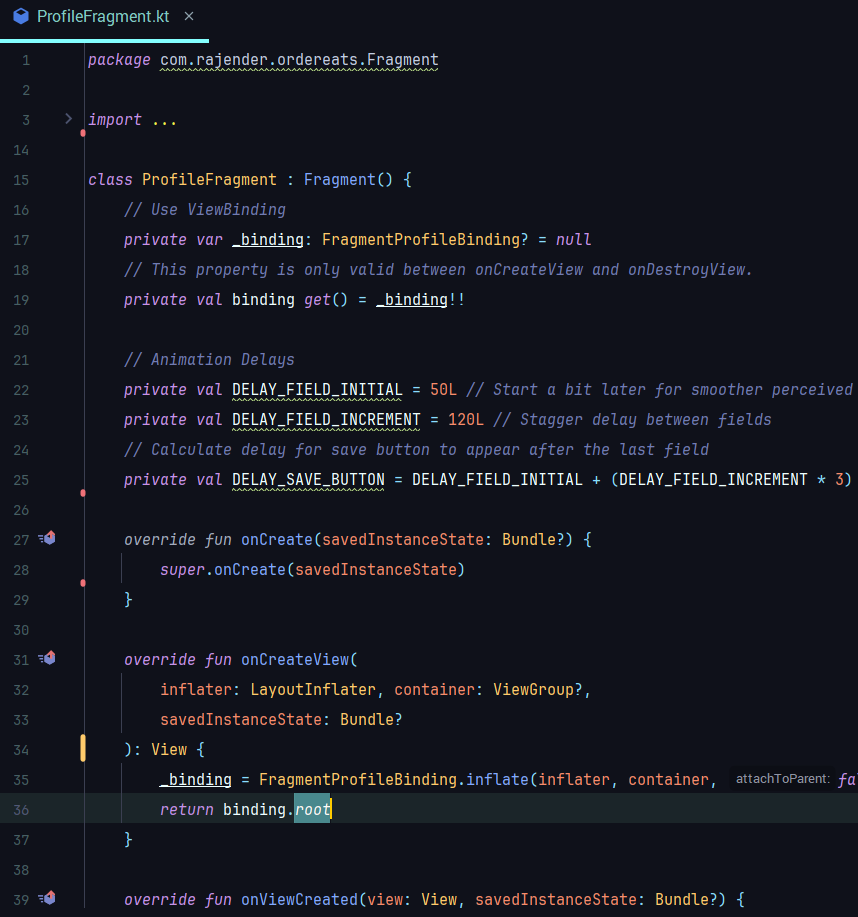 ProfileFragment.kt ×
1 package com.rajender.ordereats.Fragment
2
3 import ...
14
15 class ProfileFragment : Fragment() {
16 // Use ViewBinding
17 private var _binding: FragmentProfileBinding? = null
18 // This property is only valid between onCreateView and onDestroyView.
19 private val binding get() = _binding!!
20
21 // Animation Delays
22 private val DELAY_FIELD_INITIAL = 50L // Start a bit later for smoother perceived
23 private val DELAY_FIELD_INCREMENT = 120L // Stagger delay between fields
24 // Calculate delay for save button to appear after the last field
25 private val DELAY_SAVE_BUTTON = DELAY_FIELD_INITIAL + (DELAY_FIELD_INCREMENT * 3)
26
27 override fun onCreate(savedInstanceState: Bundle?) {
28 super.onCreate(savedInstanceState)
29 }
30
31 override fun onCreateView(
32 inflater: LayoutInflater, container: ViewGroup?,
33 savedInstanceState: Bundle?
34 ): View {
35 _binding = FragmentProfileBinding.inflate(inflater, container, attachToParent: fa
36 return binding.root
37 }
38
39 override fun onViewCreated(view: View, savedInstanceState: Bundle?) {